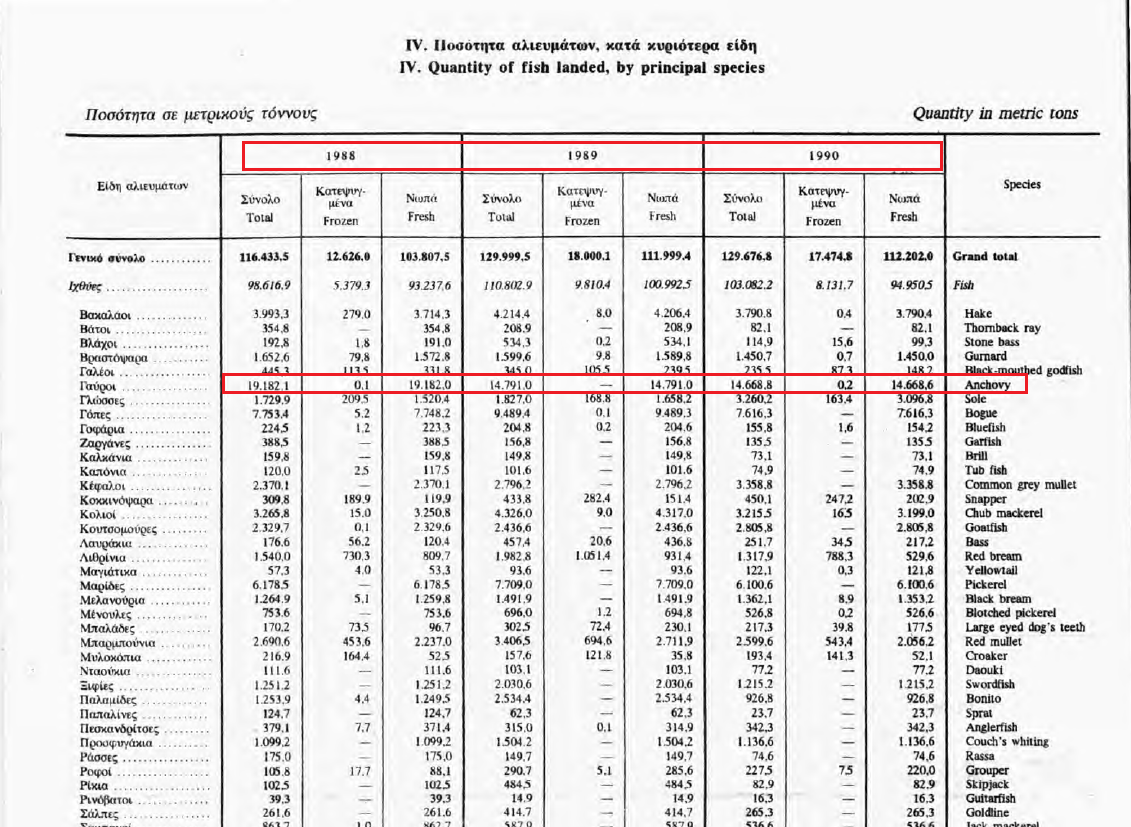 IV. Ποσότητα αλιευμάτων, κατά κυριότερα είδη
IV. Quantity of fish landed, by principal species
Ποσότητα σε μετρικούς τόννους Quantity in metric tons
1988 1989 1990
Είδη αλιευμάτων Species
Σύνολο Κατεψυγ- Νωπά Σύνολο Κατεψυγ- Νωπά Σύνολο Κατεψυγ- Νωπά
μένα μένα μένα
Total Frozen Fresh Total Frozen Fresh Total Frozen Fresh
Γενικό σύνολο ............ 116.433,5 12.626,0 103.807,5 129.999,5 18.000,1 111.999,4 129.676,8 17.474,8 112.202,0 Grand total
Ιχθύες .................... 98.616,9 5.379,3 93.237,6 110.802,9 9.810,4 100.992,5 103.082,2 8.131,7 94.950,5 Fish
Βακαλάοι ............... 3.993,3 279,0 3.714,3 4.214,4 8,0 4.206,4 3.790,8 0,4 3.790,4 Hake
Βάτοι ................... 354,8 — 354,8 208,9 — 208,9 82,1 — 82,1 Thornback ray
Βλάχοι .................. 192,8 1,8 191,0 534,3 0,2 534,1 114,9 15,6 99,3 Stone bass
Βραστόψαρα ............ 1.652,6 79,8 1.572,8 1.599,6 9,8 1.589,8 1.450,7 0,7 1.450,0 Gurnard
Γαλέοι .................. 445,3 113,5 331,8 345,0 105,5 239,5 235,5 87,3 148,2 Black-mouthed godfish
Γαύροι .................. 19.182,1 0,1 19.182,0 14.791,0 — 14.791,0 14.668,8 0,2 14.668,6 Anchovy
Γλώσσες ................ 1.729,9 209,5 1.520,4 1.827,0 168,8 1.658,2 3.260,2 163,4 3.096,8 Sole
Γόπες ................... 7.753,4 5,2 7.748,2 9.489,4 0,1 9.489,3 7.616,3 — 7.616,3 Bogue
Γοφάρια ................ 224,5 1,2 223,3 204,8 0,2 204,6 155,8 1,6 154,2 Bluefish
Ζαργάνες ............... 388,5 — 388,5 156,8 — 156,8 135,5 — 135,5 Garfish
Καλκάνια ............... 159,8 — 159,8 149,8 — 149,8 73,1 — 73,1 Brill
Καπόνια ................ 120,0 2,5 117,5 101,6 — 101,6 74,9 — 74,9 Tub fish
Κέφαλοι ................ 2.370,1 — 2.370,1 2.796,2 — 2.796,2 3.358,8 — 3.358,8 Common grey mullet
Κοκκινόψαρα .......... 309,8 189,9 119,9 433,8 282,4 151,4 450,1 247,2 202,9 Snapper
Κολιοί .................. 3.265,8 15,0 3.250,8 4.326,0 9,0 4.317,0 3.215,5 16,5 3.199,0 Chub mackerel
Κουτσομούρες ......... 2.329,7 0,1 2.329,6 2.436,6 — 2.436,6 2.805,8 — 2.805,8 Goatfish
Λαυράκια ............... 176,6 56,2 120,4 457,4 20,6 436,8 251,7 34,5 217,2 Bass
Λιθρίνια ................ 1.540,0 730,3 809,7 1.982,8 1.051,4 931,4 1.317,9 788,3 529,6 Red bream
Μαγιάτικα .............. 57,3 4,0 53,3 93,6 — 93,6 122,1 0,3 121,8 Yellowtail
Μαρίδες ................ 6.178,5 — 6.178,5 7.709,0 — 7.709,0 6.100,6 — 6.100,6 Pickerel
Μελανούρια ............ 1.264,9 5,1 1.259,8 1.491,9 — 1.491,9 1.362,1 8,9 1.353,2 Black bream
Μένουλες ............... 753,6 — 753,6 696,0 1,2 694,8 526,8 0,2 526,6 Blotched pickerel
Μπαλάδες .............. 170,2 73,5 96,7 302,5 72,4 230,1 217,3 39,8 177,5 Large eyed dog's teeth
Μπαρμπούνια ......... 2.690,6 453,6 2.237,0 3.406,5 694,6 2.711,9 2.599,6 543,4 2.056,2 Red mullet
Μυλοκόπια ............. 216,9 164,4 52,5 157,6 121,8 35,8 193,4 141,3 52,1 Croaker
Νταούκια ............... 111,6 — 111,6 103,1 — 103,1 77,2 — 77,2 Daouki
Ξιφίες ................... 1.251,2 — 1.251,2 2.030,6 — 2.030,6 1.215,2 — 1.215,2 Swordfish
Παλαμίδες .............. 1.253,9 4,4 1.249,5 2.534,4 — 2.534,4 926,8 — 926,8 Bonito
Παπαλίνες .............. 124,7 — 124,7 62,3 — 62,3 23,7 — 23,7 Sprat
Πεσκανδρίτσες ........ 379,1 7,7 371,4 315,0 0,1 314,9 342,3 — 342,3 Anglerfish
Προσφυγάκια .......... 1.099,2 — 1.099,2 1.504,2 — 1.504,2 1.136,6 — 1.136,6 Couch's whiting
Ράσσες .................. 175,0 — 175,0 149,7 — 149,7 74,6 — 74,6 Rassa
Ροφοί ................... 105,8 17,7 88,1 290,7 5,1 285,6 227,5 7,5 220,0 Grouper
Ρίκια .................... 102,5 — 102,5 484,5 — 484,5 82,9 — 82,9 Skipjack
Ρινόβατοι ............... 39,3 — 39,3 14,9 — 14,9 16,3 — 16,3 Guitarfish
Σάλπες .................. 261,6 — 261,6 414,7 — 414,7 265,3 — 265,3 Goldline